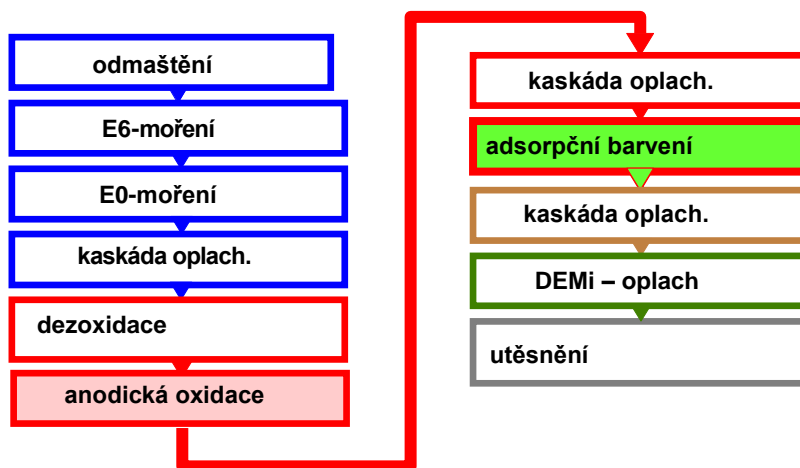 odmaštění
E6-moření
E0-moření
kaskáda oplach.
dezoxidace
anodická oxidace
kaskáda oplach.
adsorpční barvení
kaskáda oplach.
DEMi – oplach
utěsnění